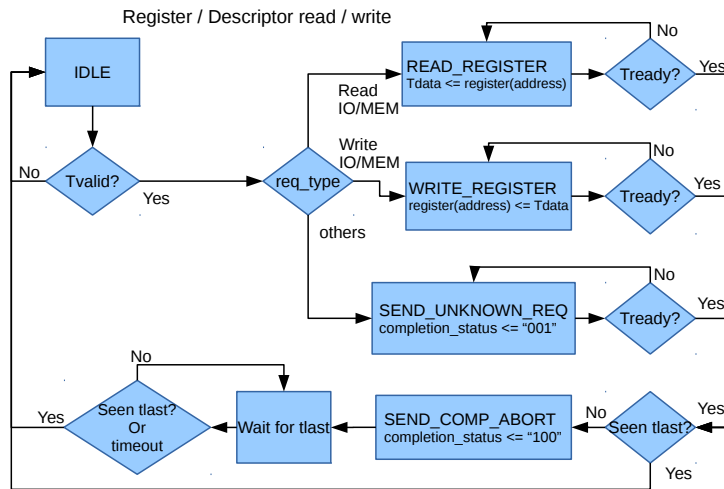 Register / Descriptor read / write
IDLE
Tvalid?
No
Yes
req_type
Read
IO/MEM
Write
IO/MEM
others
READ_REGISTER
Tdata <= register(address)
Tready?
No
Yes
WRITE_REGISTER
register(address) <= Tdata
Tready?
No
Yes
SEND_UNKNOWN_REQ
completion_status <= “001”
Tready?
No
Yes
Seen tlast?
Yes
No
Yes
SEND_COMP_ABORT
completion_status <= “100”
Wait for tlast
Seen tlast?
Or
timeout
No
Yes